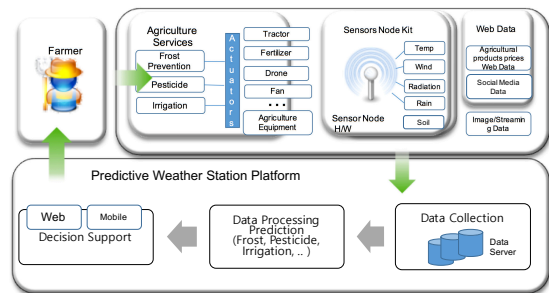 Farmer
Agriculture
Services
Frost
Prevention
Pesticide
Irrigation
Actuators
Tractor
Fertilizer
Drone
Fan
...
Agriculture
Equipment
Sensors Node Kit
Temp
Wind
Radiation
Rain
Soil
Sensor Node
H/W
Web Data
Agricultural
products prices
Web Data
Social Media
Data
Image/Streamin
g Data
Predictive Weather Station Platform
Web
Mobile
Decision Support
Data Processing
Prediction
(Frost, Pesticide,
Irrigation, .. )
Data Collection
Data
Server